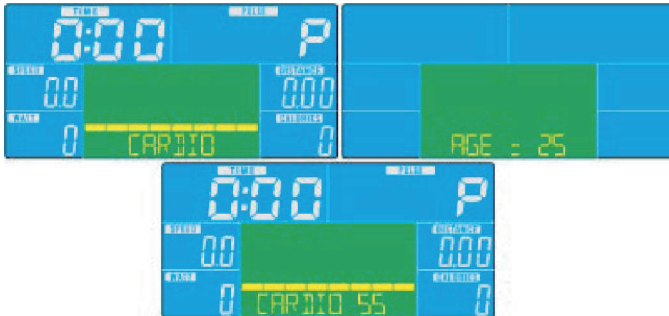 TIME PULSE
0:00 P
SPEED DISTANCE
0.0 0.00
WATT CALORIES
0 0
CARDIO
AGE = 25
TIME PULSE
0:00 P
SPEED DISTANCE
0.0 0.00
WATT CALORIES
0 0
CARDIO 55